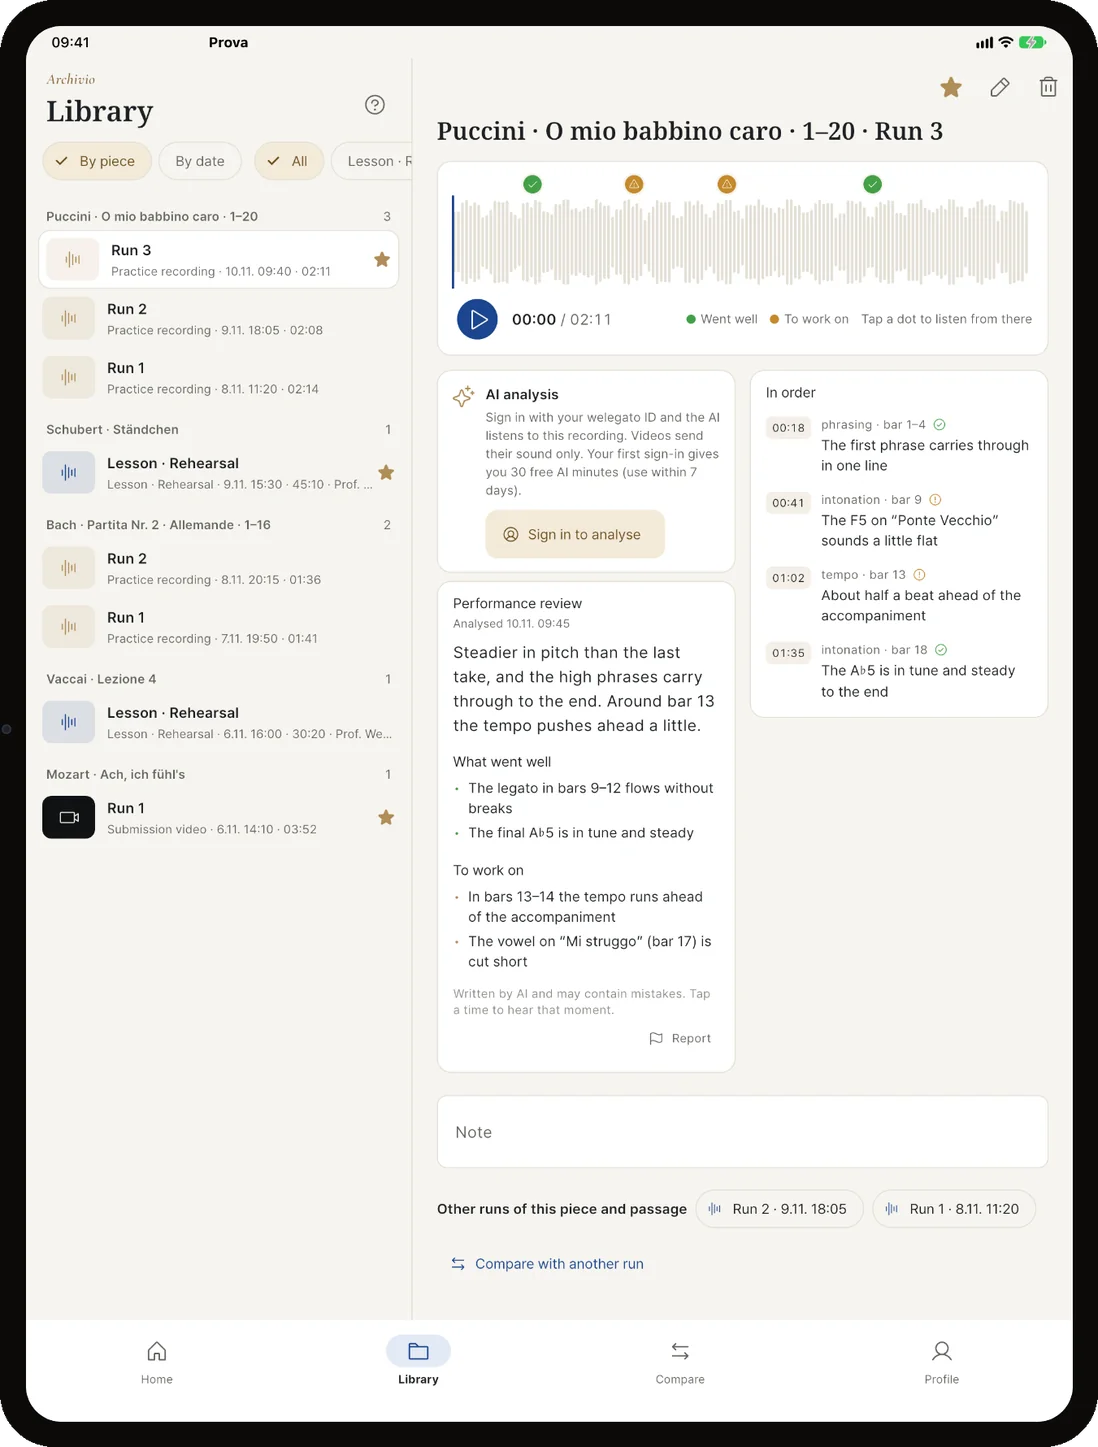 09:41
Prova
Archivio
Library
By piece
By date
All
Lesson · R
Puccini · O mio babbino caro · 1–20
3
Run 3
Practice recording · 10.11. 09:40 · 02:11
Run 2
Practice recording · 9.11. 18:05 · 02:08
Run 1
Practice recording · 8.11. 11:20 · 02:14
Schubert · Ständchen
1
Lesson · Rehearsal
Lesson · Rehearsal · 9.11. 15:30 · 45:10 · Prof. ...
Bach · Partita Nr. 2 · Allemande · 1–16
2
Run 2
Practice recording · 8.11. 20:15 · 01:36
Run 1
Practice recording · 7.11. 19:50 · 01:41
Vaccai · Lezione 4
1
Lesson · Rehearsal
Lesson · Rehearsal · 6.11. 16:00 · 30:20 · Prof. We...
Mozart · Ach, ich fühl's
1
Run 1
Submission video · 6.11. 14:10 · 03:52
Puccini · O mio babbino caro · 1–20 · Run 3
00:00 / 02:11
Went well
To work on
Tap a dot to listen from there
AI analysis
Sign in with your welegato ID and the AI
listens to this recording. Videos send
their sound only. Your first sign-in gives
you 30 free AI minutes (use within 7
days).
Sign in to analyse
Performance review
Analysed 10.11. 09:45
Steadier in pitch than the last
take, and the high phrases carry
through to the end. Around bar 13
the tempo pushes ahead a little.
What went well
· The legato in bars 9–12 flows without
breaks
· The final A♭5 is in tune and steady
To work on
· In bars 13–14 the tempo runs ahead
of the accompaniment
· The vowel on “Mi struggo” (bar 17) is
cut short
Written by AI and may contain mistakes. Tap
a time to hear that moment.
Report
In order
00:18
phrasing · bar 1–4
The first phrase carries through
in one line
00:41
intonation · bar 9
The F5 on “Ponte Vecchio”
sounds a little flat
01:02
tempo · bar 13
About half a beat ahead of the
accompaniment
01:35
intonation · bar 18
The A♭5 is in tune and steady
to the end
Note
Other runs of this piece and passage
Run 2 · 9.11. 18:05
Run 1 · 8.11. 11:20
Compare with another run
Home
Library
Compare
Profile